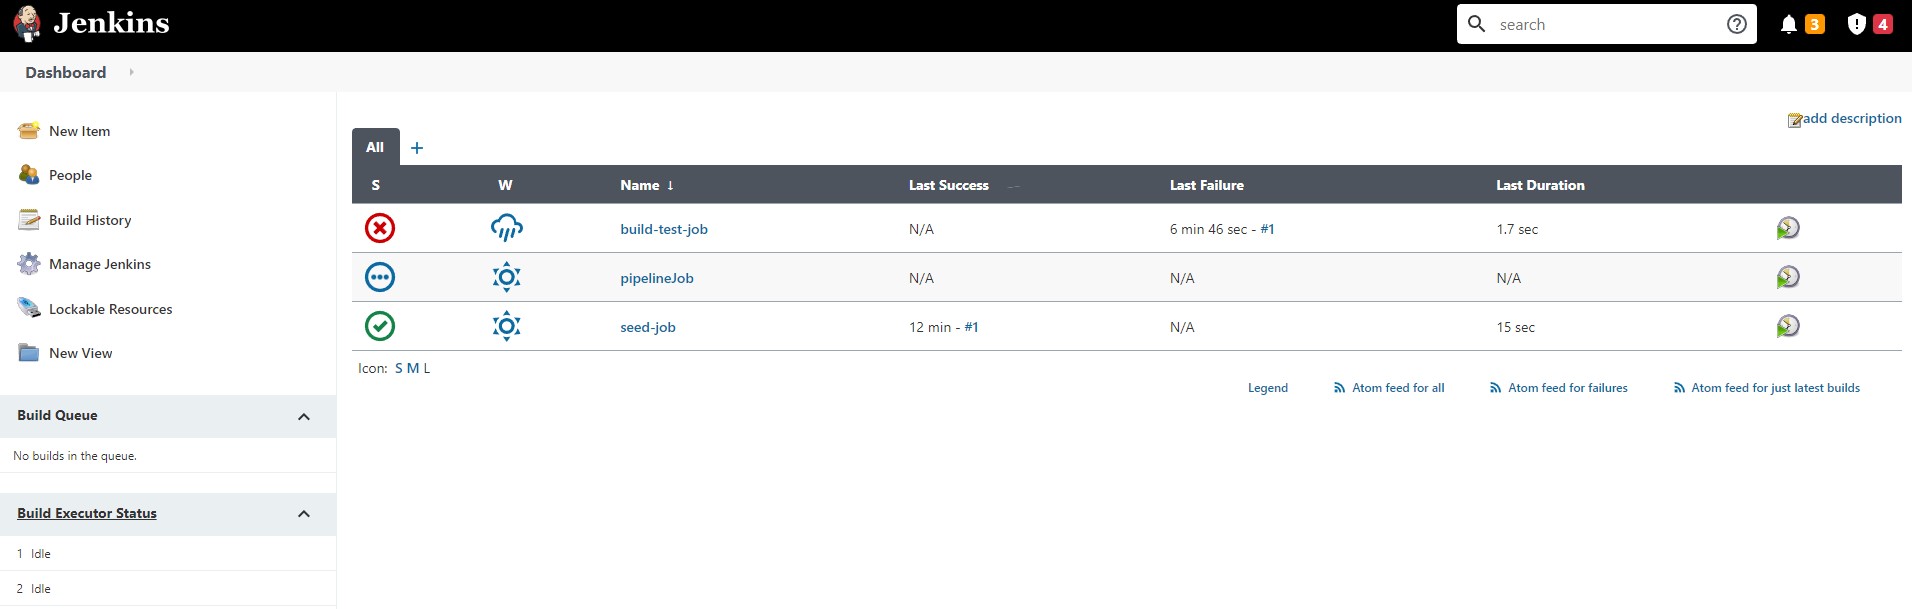 Jenkins
search
3
4
Dashboard
New Item
People
Build History
Manage Jenkins
Lockable Resources
New View
Build Queue
No builds in the queue.
Build Executor Status
1 Idle
2 Idle
add description
All +
S W Name ↓ Last Success Last Failure Last Duration
build-test-job N/A 6 min 46 sec - #1 1.7 sec
pipelineJob N/A N/A N/A
seed-job 12 min - #1 N/A 15 sec
Icon: S M L
Legend Atom feed for all Atom feed for failures Atom feed for just latest builds